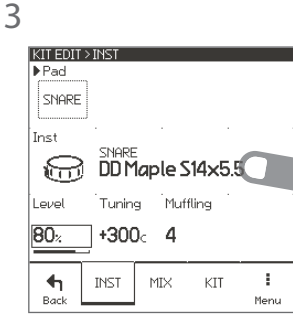 3
KIT EDIT>INST
▶Pad
SNARE
Inst
SNARE
DD Maple S14x5.5
Level Tuning Muffling
80% +300c 4
INST MIX KIT
Back Menu